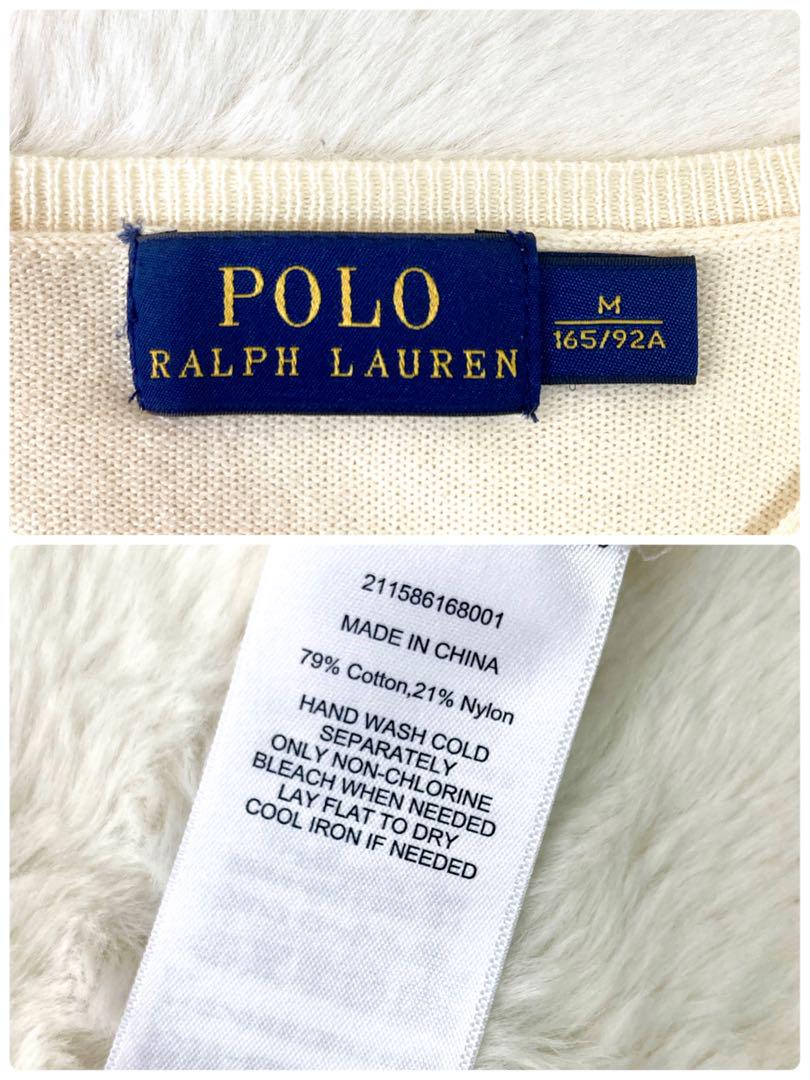 POLO
RALPH LAUREN
M
165/92A
211586168001
MADE IN CHINA
79% Cotton,21% Nylon
HAND WASH COLD
SEPARATELY
ONLY NON-CHLORINE
BLEACH WHEN NEEDED
LAY FLAT TO DRY
COOL IRON IF NEEDED